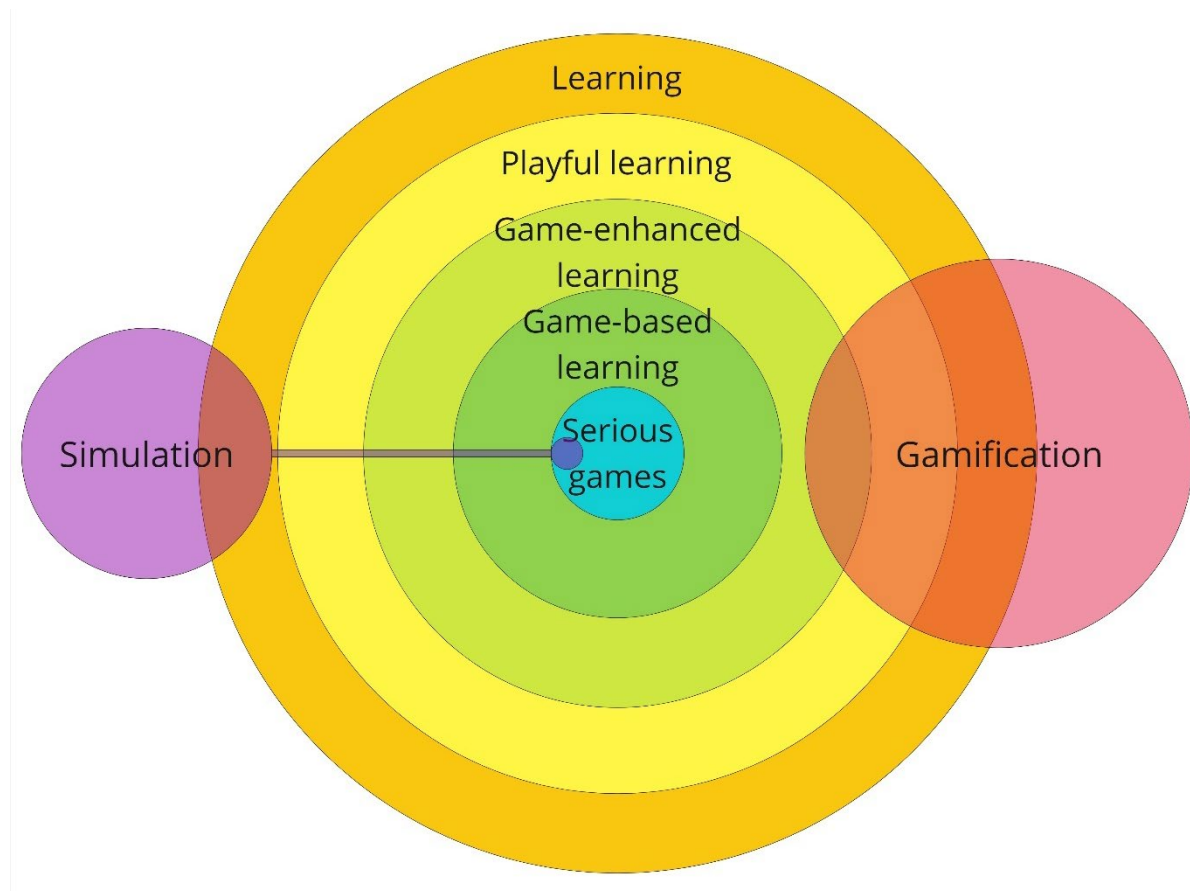 Learning
Playful learning
Game-enhanced
learning
Game-based
learning
Serious
games
Simulation
Gamification